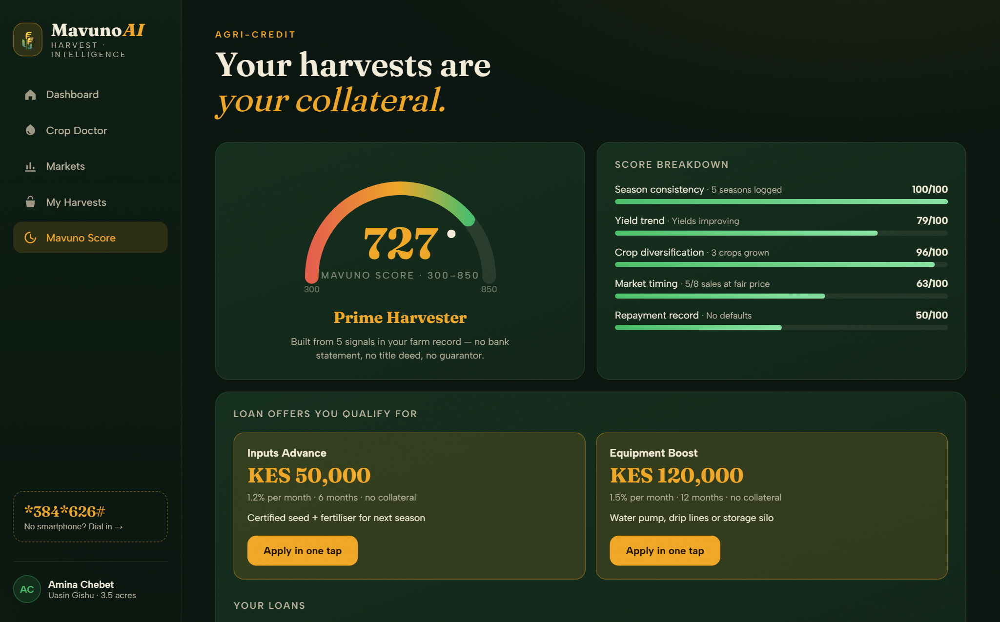 MavunoAI
HARVEST ·
INTELLIGENCE
Dashboard
Crop Doctor
Markets
My Harvests
Mavuno Score
*384*626#
No smartphone? Dial in →
AC
Amina Chebet
Uasin Gishu · 3.5 acres
AGRI-CREDIT
Your harvests are
your collateral.
727
MAVUNO SCORE · 300–850
300
850
Prime Harvester
Built from 5 signals in your farm record — no bank
statement, no title deed, no guarantor.
SCORE BREAKDOWN
Season consistency · 5 seasons logged 100/100
Yield trend · Yields improving 79/100
Crop diversification · 3 crops grown 96/100
Market timing · 5/8 sales at fair price 63/100
Repayment record · No defaults 50/100
LOAN OFFERS YOU QUALIFY FOR
Inputs Advance
KES 50,000
1.2% per month · 6 months · no collateral
Certified seed + fertiliser for next season
Apply in one tap
Equipment Boost
KES 120,000
1.5% per month · 12 months · no collateral
Water pump, drip lines or storage silo
Apply in one tap
YOUR LOANS